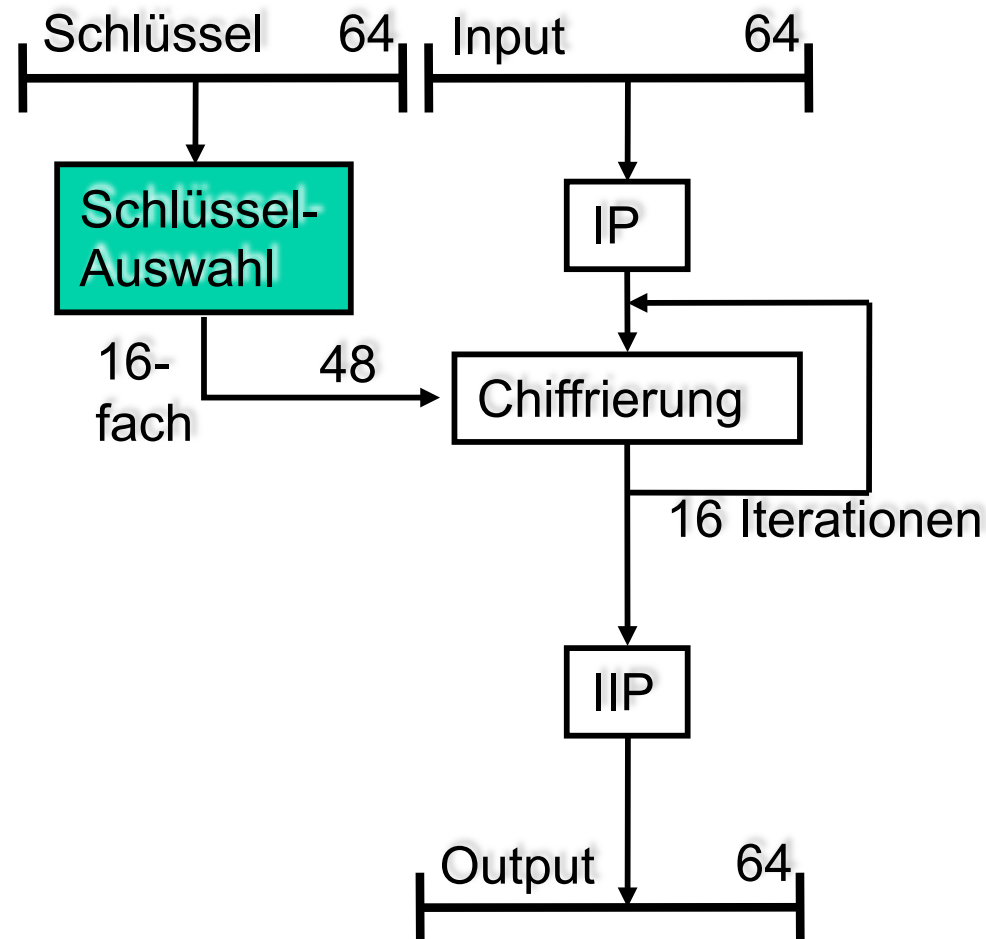 Schlüssel 64
Input 64
Schlüssel-
Auswahl
IP
16-
fach
48
Chiffrierung
16 Iterationen
IIP
Output 64